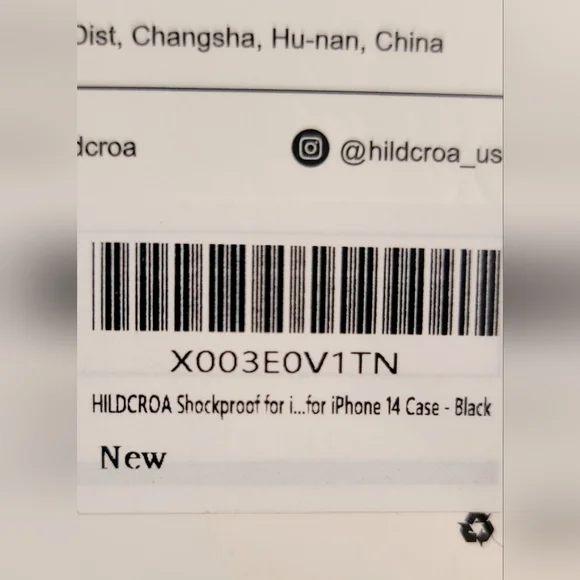 Dist, Changsha, Hu-nan, China
dcroa @hildcroa_us
X003E0V1TN
HILDCROA Shockproof for i...for iPhone 14 Case - Black
New